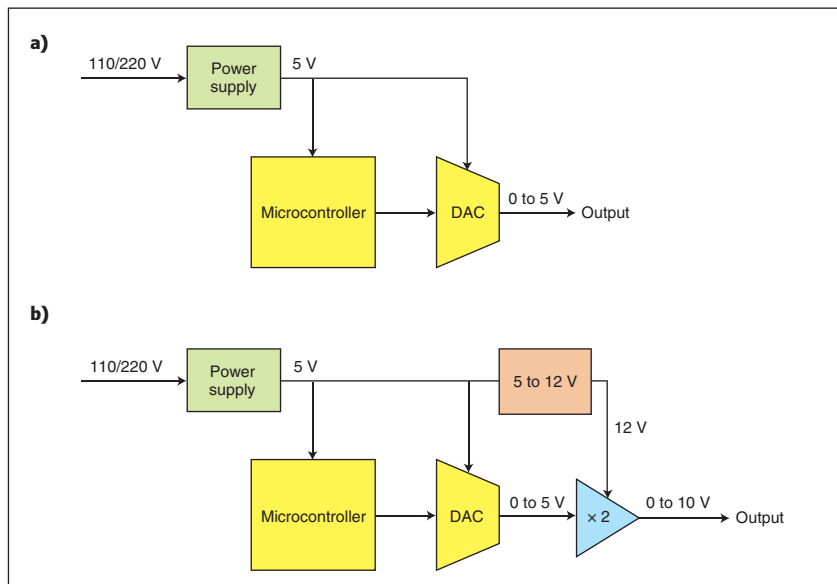 a)
110/220 V
Power
supply
5 V
Microcontroller
DAC
0 to 5 V
Output
b)
110/220 V
Power
supply
5 V
5 to 12 V
12 V
Microcontroller
DAC
0 to 5 V
× 2
0 to 10 V
Output